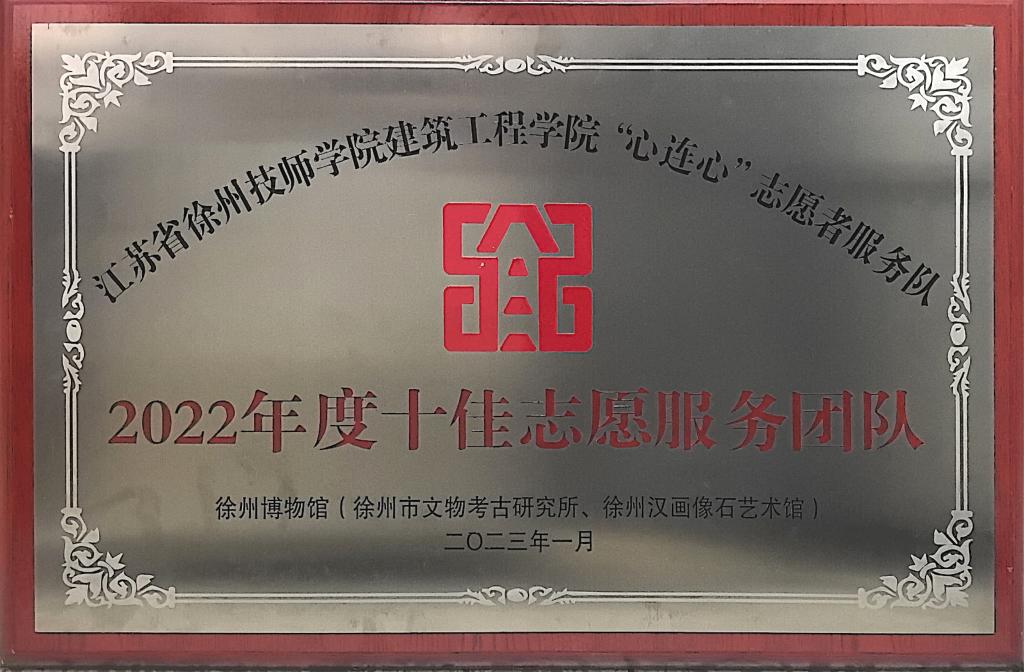 江苏省徐州技师学院建筑工程学院“心连心”志愿者服务队
2022年度十佳志愿服务团队
徐州博物馆（徐州市文物考古研究所、徐州汉画像石艺术馆）
二〇二三年一月